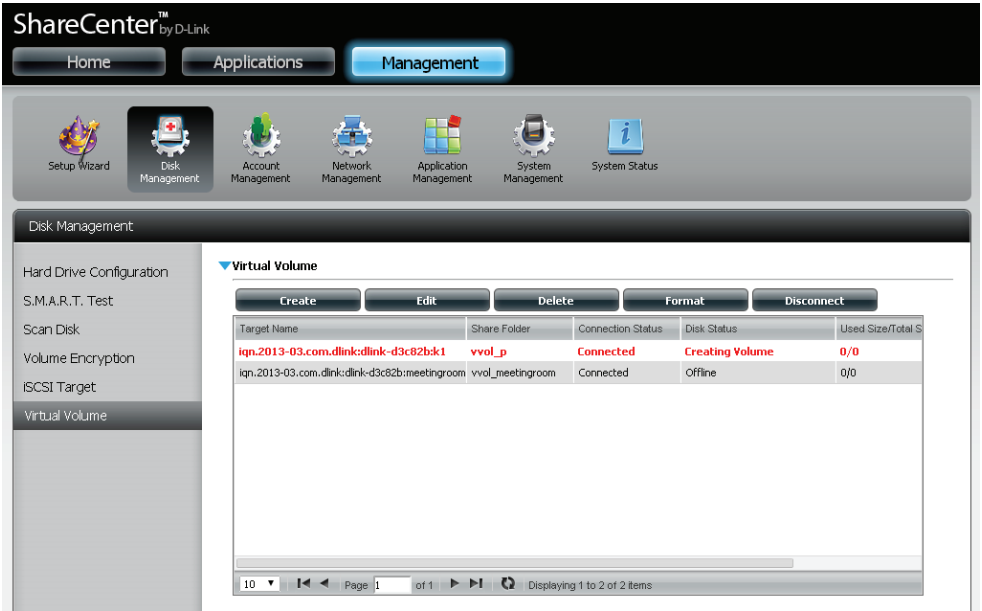 ShareCenter™ by D-Link
Home Applications Management
Setup Wizard
Disk Management
Account Management
Network Management
Application Management
System Management
System Status
Disk Management
Hard Drive Configuration
S.M.A.R.T. Test
Scan Disk
Volume Encryption
iSCSI Target
Virtual Volume
Virtual Volume
Create Edit Delete Format Disconnect
Target Name Share Folder Connection Status Disk Status Used Size/Total S
iqn.2013-03.com.dlink:dlink-d3c82b:k1 vvol_p Connected Creating Volume 0/0
iqn.2013-03.com.dlink:dlink-d3c82b:meetingroom vvol_meetingroom Connected Offline 0/0
10 Page 1 of 1 Displaying 1 to 2 of 2 items